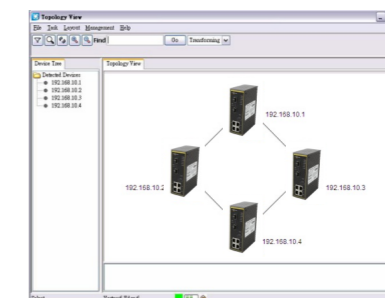 Topology View
File Task Layout Management Help
Find Go Transforming
Device Tree
Topology View
Detected Devices
192.168.10.1
192.168.10.2
192.168.10.3
192.168.10.4
192.168.10.1
192.168.10.2
192.168.10.3
192.168.10.4